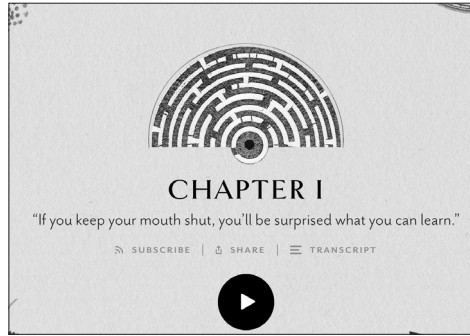 CHAPTER I
“If you keep your mouth shut, you’ll be surprised what you can learn.”
SUBSCRIBE | SHARE | TRANSCRIPT